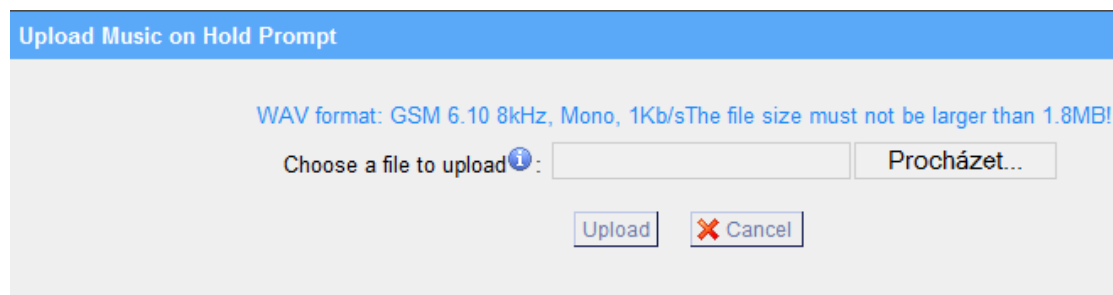 Upload Music on Hold Prompt
WAV format: GSM 6.10 8kHz, Mono, 1Kb/sThe file size must not be larger than 1.8MB!
Choose a file to upload i : Procházet...
Upload Cancel